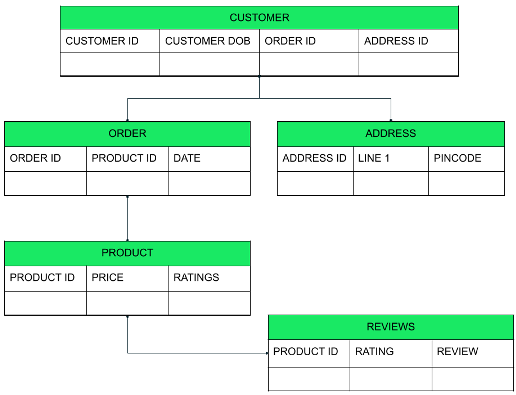 CUSTOMER
CUSTOMER ID CUSTOMER DOB ORDER ID ADDRESS ID
ORDER
ORDER ID PRODUCT ID DATE
ADDRESS
ADDRESS ID LINE 1 PINCODE
PRODUCT
PRODUCT ID PRICE RATINGS
REVIEWS
PRODUCT ID RATING REVIEW